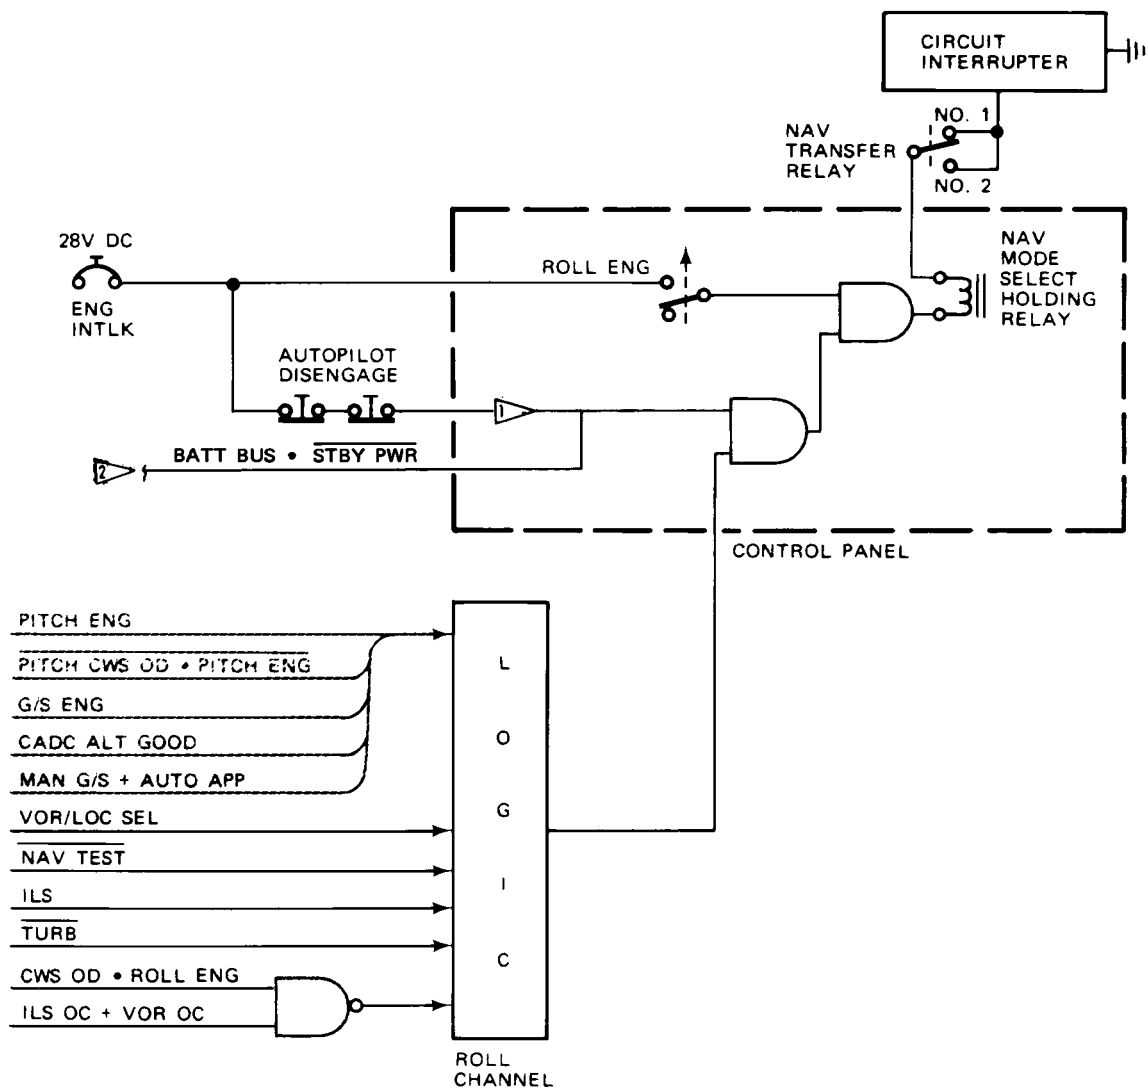 CIRCUIT
INTERRUPTER
NO. 1
NAV
TRANSFER
RELAY
NO. 2
28V DC
ENG
INTLK
ROLL ENG
NAV
MODE
SELECT
HOLDING
RELAY
AUTOPILOT
DISENGAGE
1
BATT BUS • STBY PWR
2
CONTROL PANEL
PITCH ENG
PITCH CWS OD • PITCH ENG
G/S ENG
CADC ALT GOOD
MAN G/S + AUTO APP
VOR/LOC SEL
NAV TEST
ILS
TURB
CWS OD • ROLL ENG
ILS OC + VOR OC
L
O
G
I
C
ROLL
CHANNEL